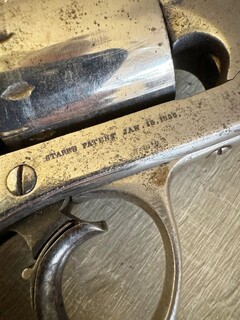 STARRS PATENT JAN. 15.1856.